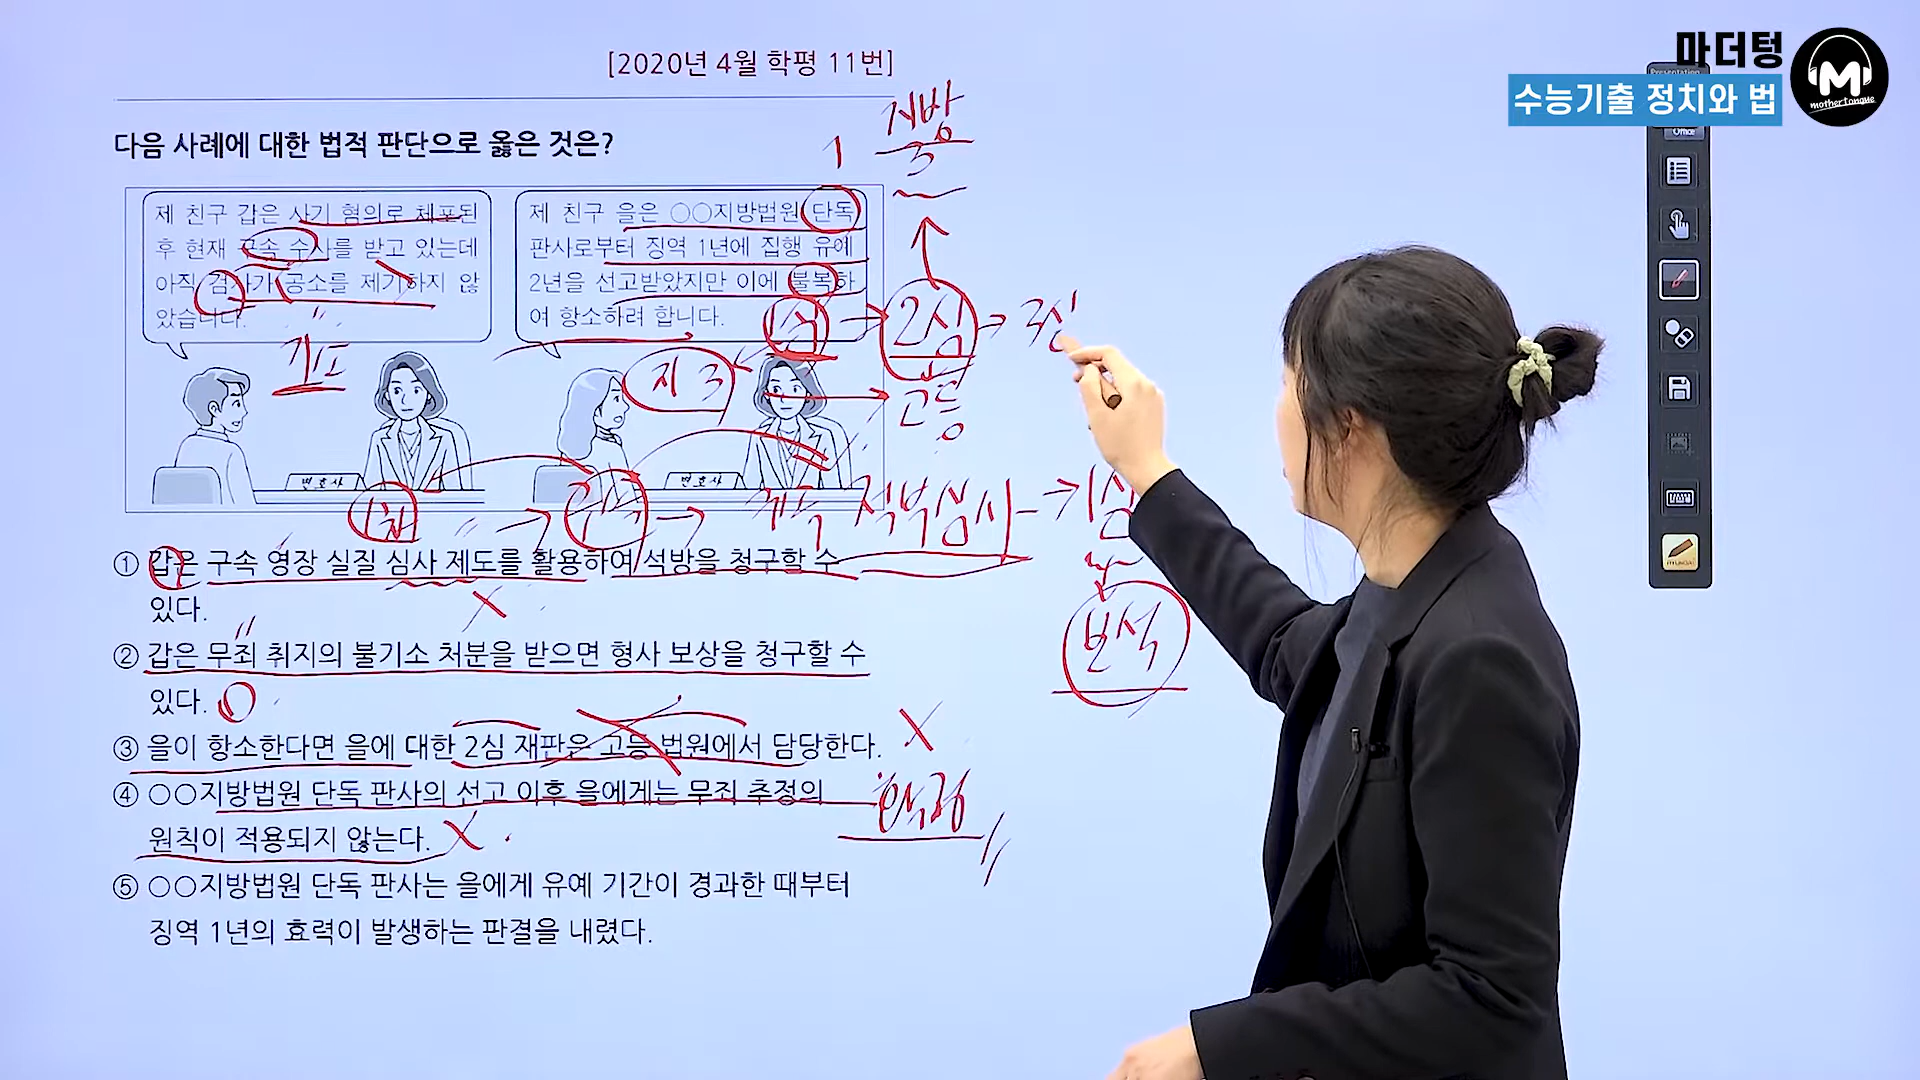 [2020년 4월 학평 11번]
마더텅
수능기출 정치와 법
M
mothertongue
Presentation
Office
다음 사례에 대한 법적 판단으로 옳은 것은?
제 친구 갑은 사기 혐의로 체포된
후 현재 구속 수사를 받고 있는데
아직 검사가 공소를 제기하지 않
았습니다.
제 친구 을은 ○○지방법원 단독
판사로부터 징역 1년에 집행 유예
2년을 선고받았지만 이에 불복하
여 항소하려 합니다.
변호사
변호사
지방
1
3
1심
2심
3심
지 3
고등
구속
적부심사
기소
보석
확정
① 갑은 구속 영장 실질 심사 제도를 활용하여 석방을 청구할 수
있다.
② 갑은 무죄 취지의 불기소 처분을 받으면 형사 보상을 청구할 수
있다.
③ 을이 항소한다면 을에 대한 2심 재판은 고등 법원에서 담당한다.
④ ○○지방법원 단독 판사의 선고 이후 을에게는 무죄 추정의
원칙이 적용되지 않는다.
⑤ ○○지방법원 단독 판사는 을에게 유예 기간이 경과한 때부터
징역 1년의 효력이 발생하는 판결을 내렸다.